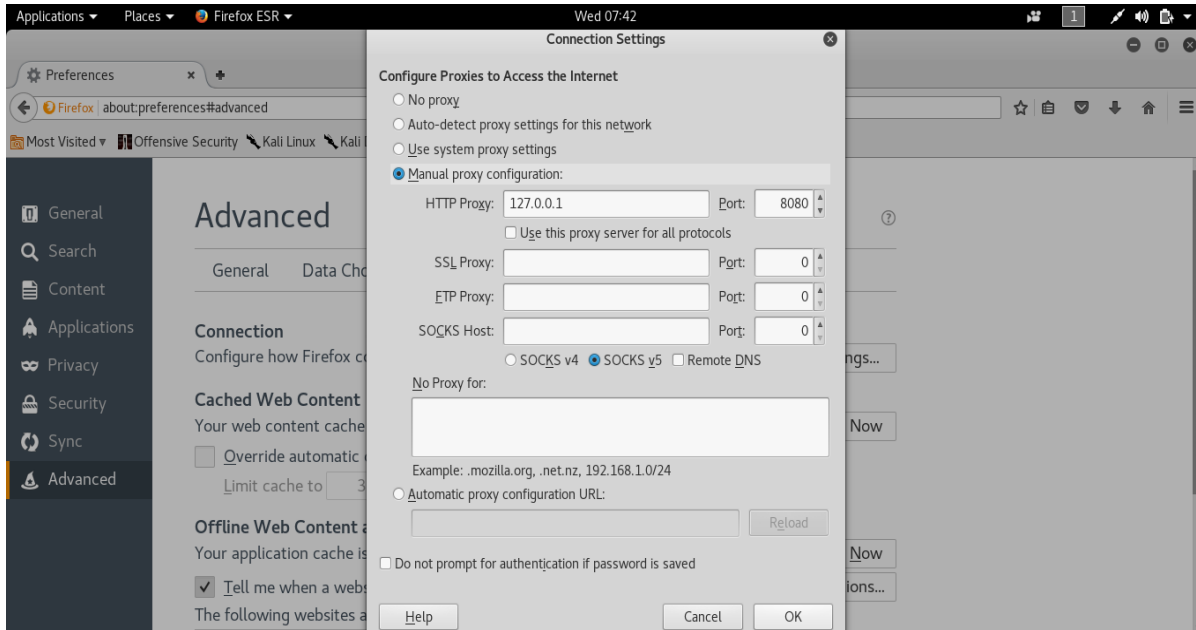 Applications Places Firefox ESR Wed 07:42 1
Connection Settings
Preferences
Firefox about:preferences#advanced
Most Visited Offensive Security Kali Linux Kali
Configure Proxies to Access the Internet
No proxy
Auto-detect proxy settings for this network
Use system proxy settings
Manual proxy configuration:
HTTP Proxy: 127.0.0.1 Port: 8080
Use this proxy server for all protocols
SSL Proxy: Port: 0
FTP Proxy: Port: 0
SOCKS Host: Port: 0
SOCKS v4 SOCKS v5 Remote DNS
No Proxy for:
Example: .mozilla.org, .net.nz, 192.168.1.0/24
Automatic proxy configuration URL:
Reload
Do not prompt for authentication if password is saved
Help Cancel OK
General
Search
Content
Applications
Privacy
Security
Sync
Advanced
Advanced ?
General Data Cho
Connection
Configure how Firefox co ngs...
Cached Web Content
Your web content cache Now
Override automatic
Limit cache to 3
Offline Web Content a
Your application cache is Now
Tell me when a webs ions...
The following websites a